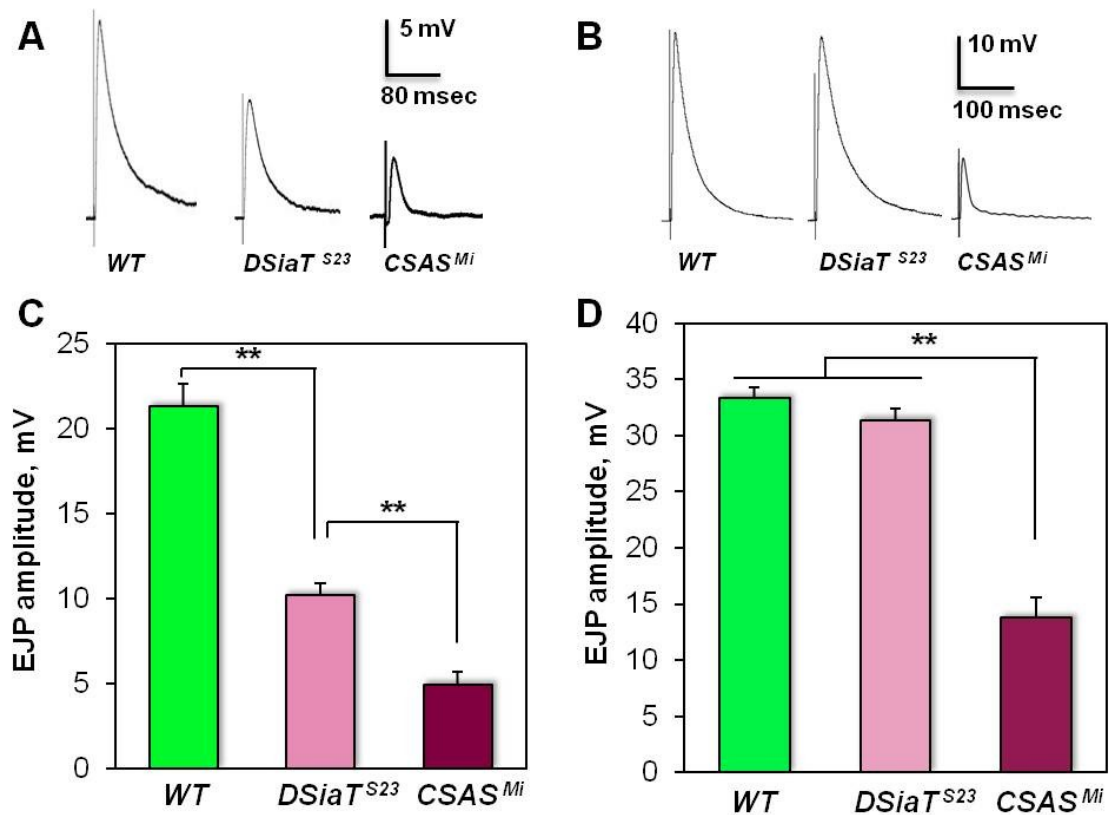 A
5 mV
80 msec
WT
DSiaT S23
CSAS Mi
B
10 mV
100 msec
WT
DSiaT S23
CSAS Mi
C
EJP amplitude, mV
25
20
15
10
5
0
**
**
WT
DSiaT S23
CSAS Mi
D
EJP amplitude, mV
40
35
30
25
20
15
10
5
0
**
WT
DSiaT S23
CSAS Mi